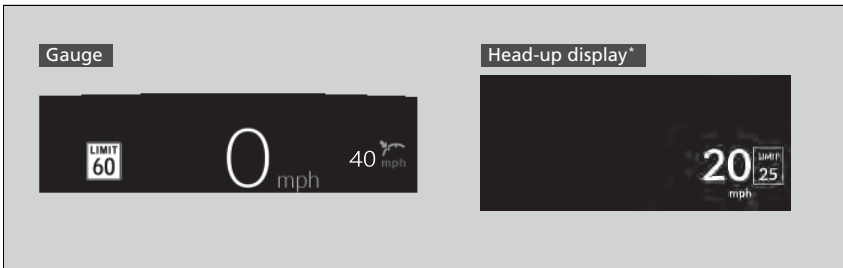 Gauge
Head-up display*
LIMIT
60
0 mph
40 mph
20
mph
LIMIT
25